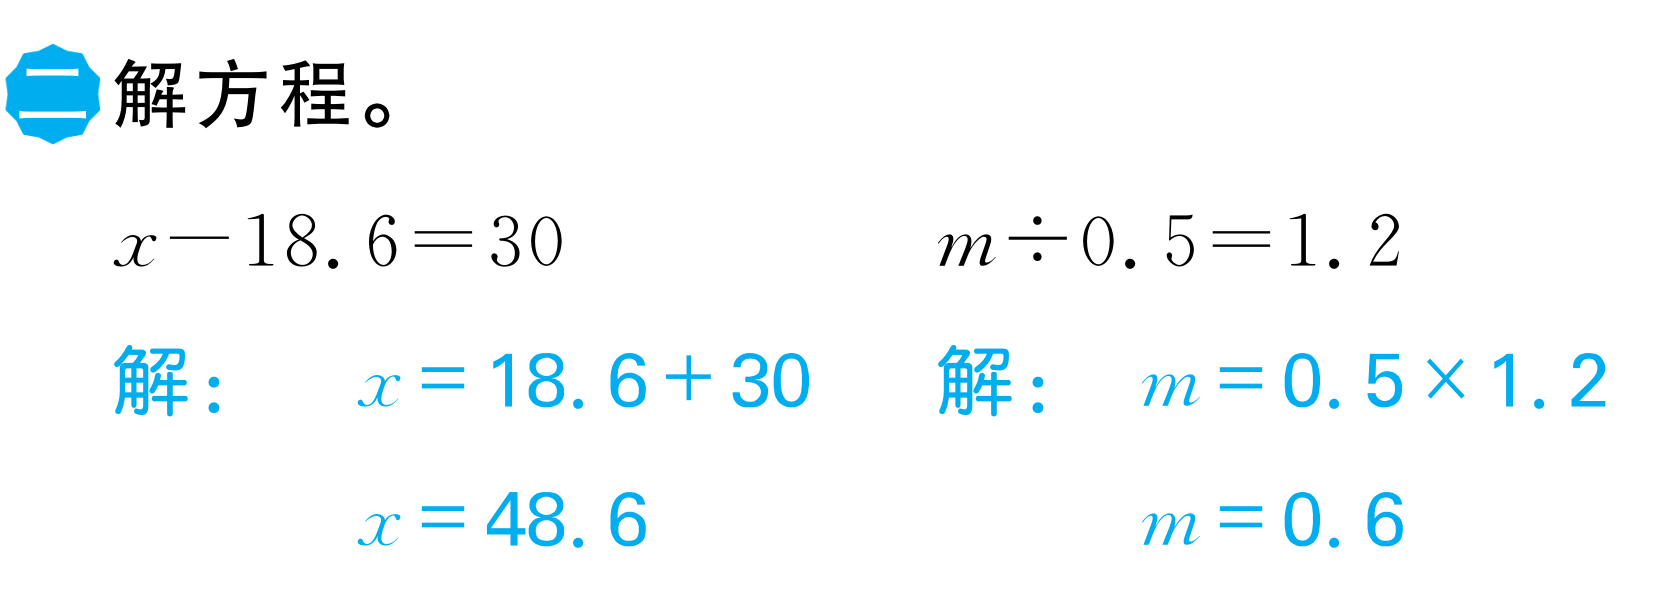 二 解方程。
x－18.6＝30 m÷0.5＝1.2
解： x＝18.6＋30 解： m＝0.5×1.2
x＝48.6 m＝0.6